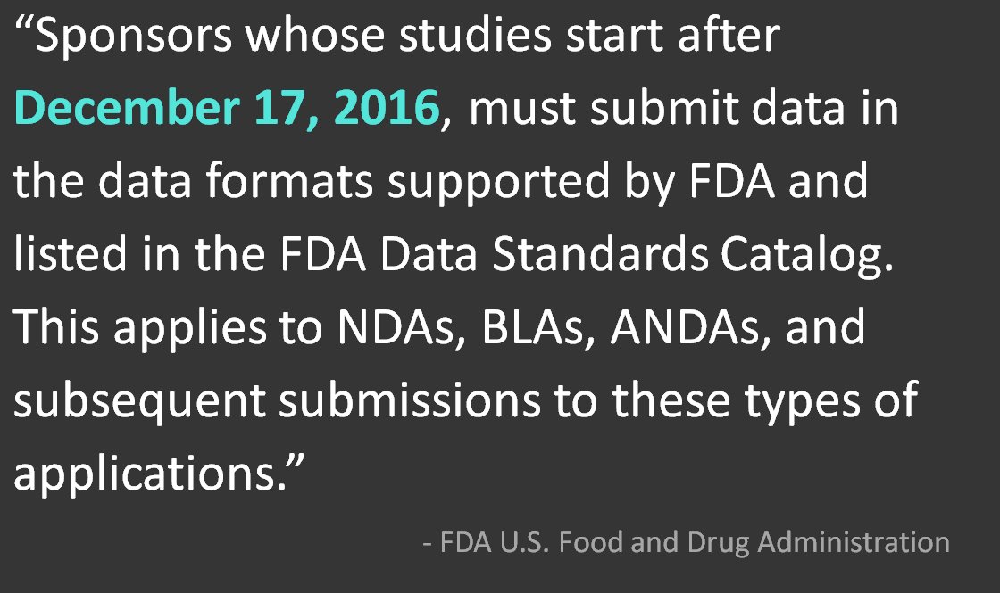 “Sponsors whose studies start after
December 17, 2016, must submit data in
the data formats supported by FDA and
listed in the FDA Data Standards Catalog.
This applies to NDAs, BLAs, ANDAs, and
subsequent submissions to these types of
applications.”
- FDA U.S. Food and Drug Administration